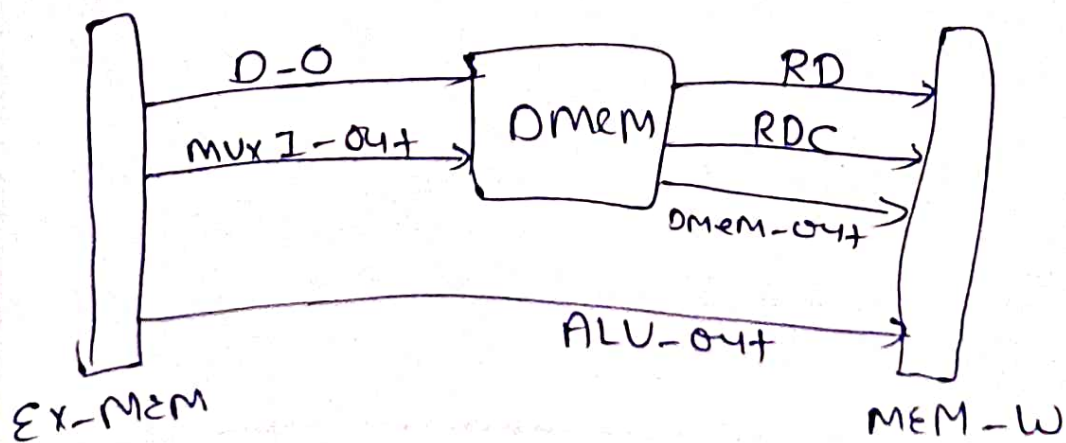 D-O
RD
DMEM
MUX I-Out
RDC
DMEM-Out
ALU-Out
EX-MEM
MEM-W